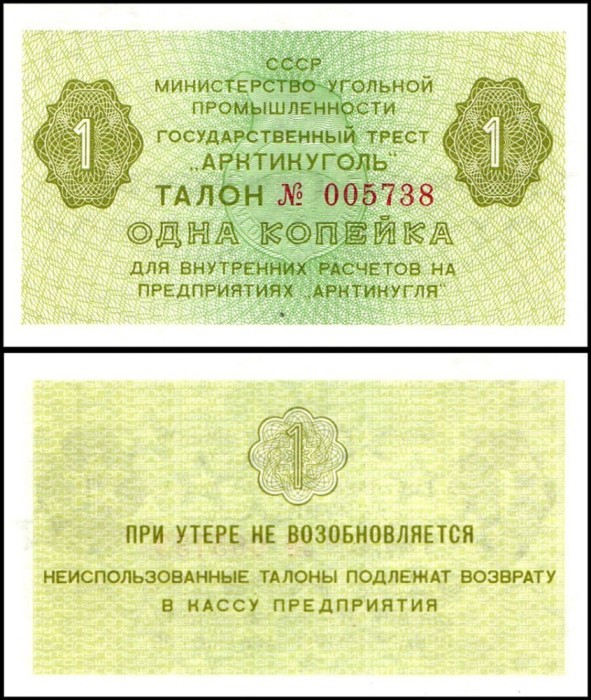 СССР
МИНИСТЕРСТВО УГОЛЬНОЙ
ПРОМЫШЛЕННОСТИ
ГОСУДАРСТВЕННЫЙ ТРЕСТ
„АРКТИКУГОЛЬ“
1
1
ТАЛОН № 005738
ОДНА КОПЕЙКА
ДЛЯ ВНУТРЕННИХ РАСЧЕТОВ НА
ПРЕДПРИЯТИЯХ „АРКТИКУГЛЯ“
1
ПРИ УТЕРЕ НЕ ВОЗОБНОВЛЯЕТСЯ
НЕИСПОЛЬЗОВАННЫЕ ТАЛОНЫ ПОДЛЕЖАТ ВОЗВРАТУ
В КАССУ ПРЕДПРИЯТИЯ